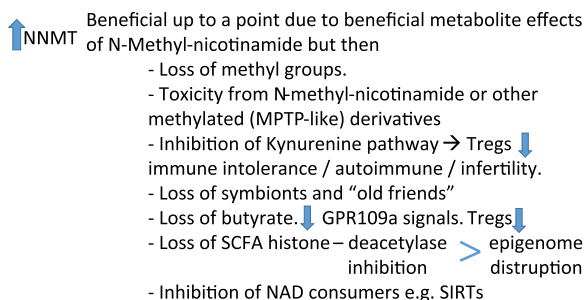 Beneficial up to a point due to beneficial metabolite effects
NNMT of N-Methyl-nicotinamide but then
- Loss of methyl groups.
- Toxicity from N-methyl-nicotinamide or other
methylated (MPTP-like) derivatives
- Inhibition of Kynurenine pathway → Tregs
immune intolerance / autoimmune / infertility.
- Loss of symbionts and “old friends”
- Loss of butyrate. GPR109a signals. Tregs
- Loss of SCFA histone – deacetylase > epigenome
inhibition distruption
- Inhibition of NAD consumers e.g. SIRTs